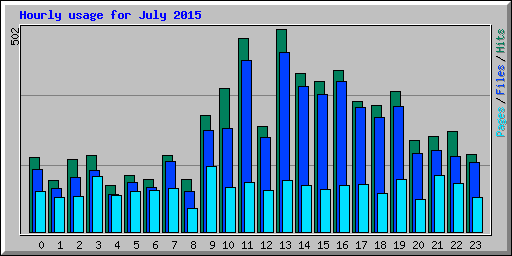 Hourly usage for July 2015
502
Pages / Files / Hits
0 1 2 3 4 5 6 7 8 9 10 11 12 13 14 15 16 17 18 19 20 21 22 23